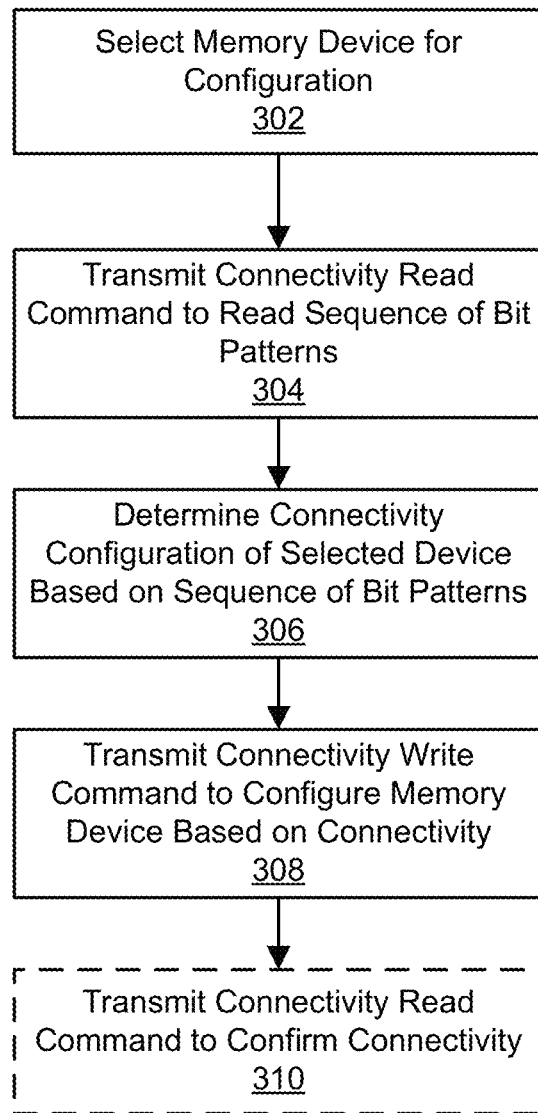 Select Memory Device for
Configuration
302
Transmit Connectivity Read
Command to Read Sequence of Bit
Patterns
304
Determine Connectivity
Configuration of Selected Device
Based on Sequence of Bit Patterns
306
Transmit Connectivity Write
Command to Configure Memory
Device Based on Connectivity
308
Transmit Connectivity Read
Command to Confirm Connectivity
310